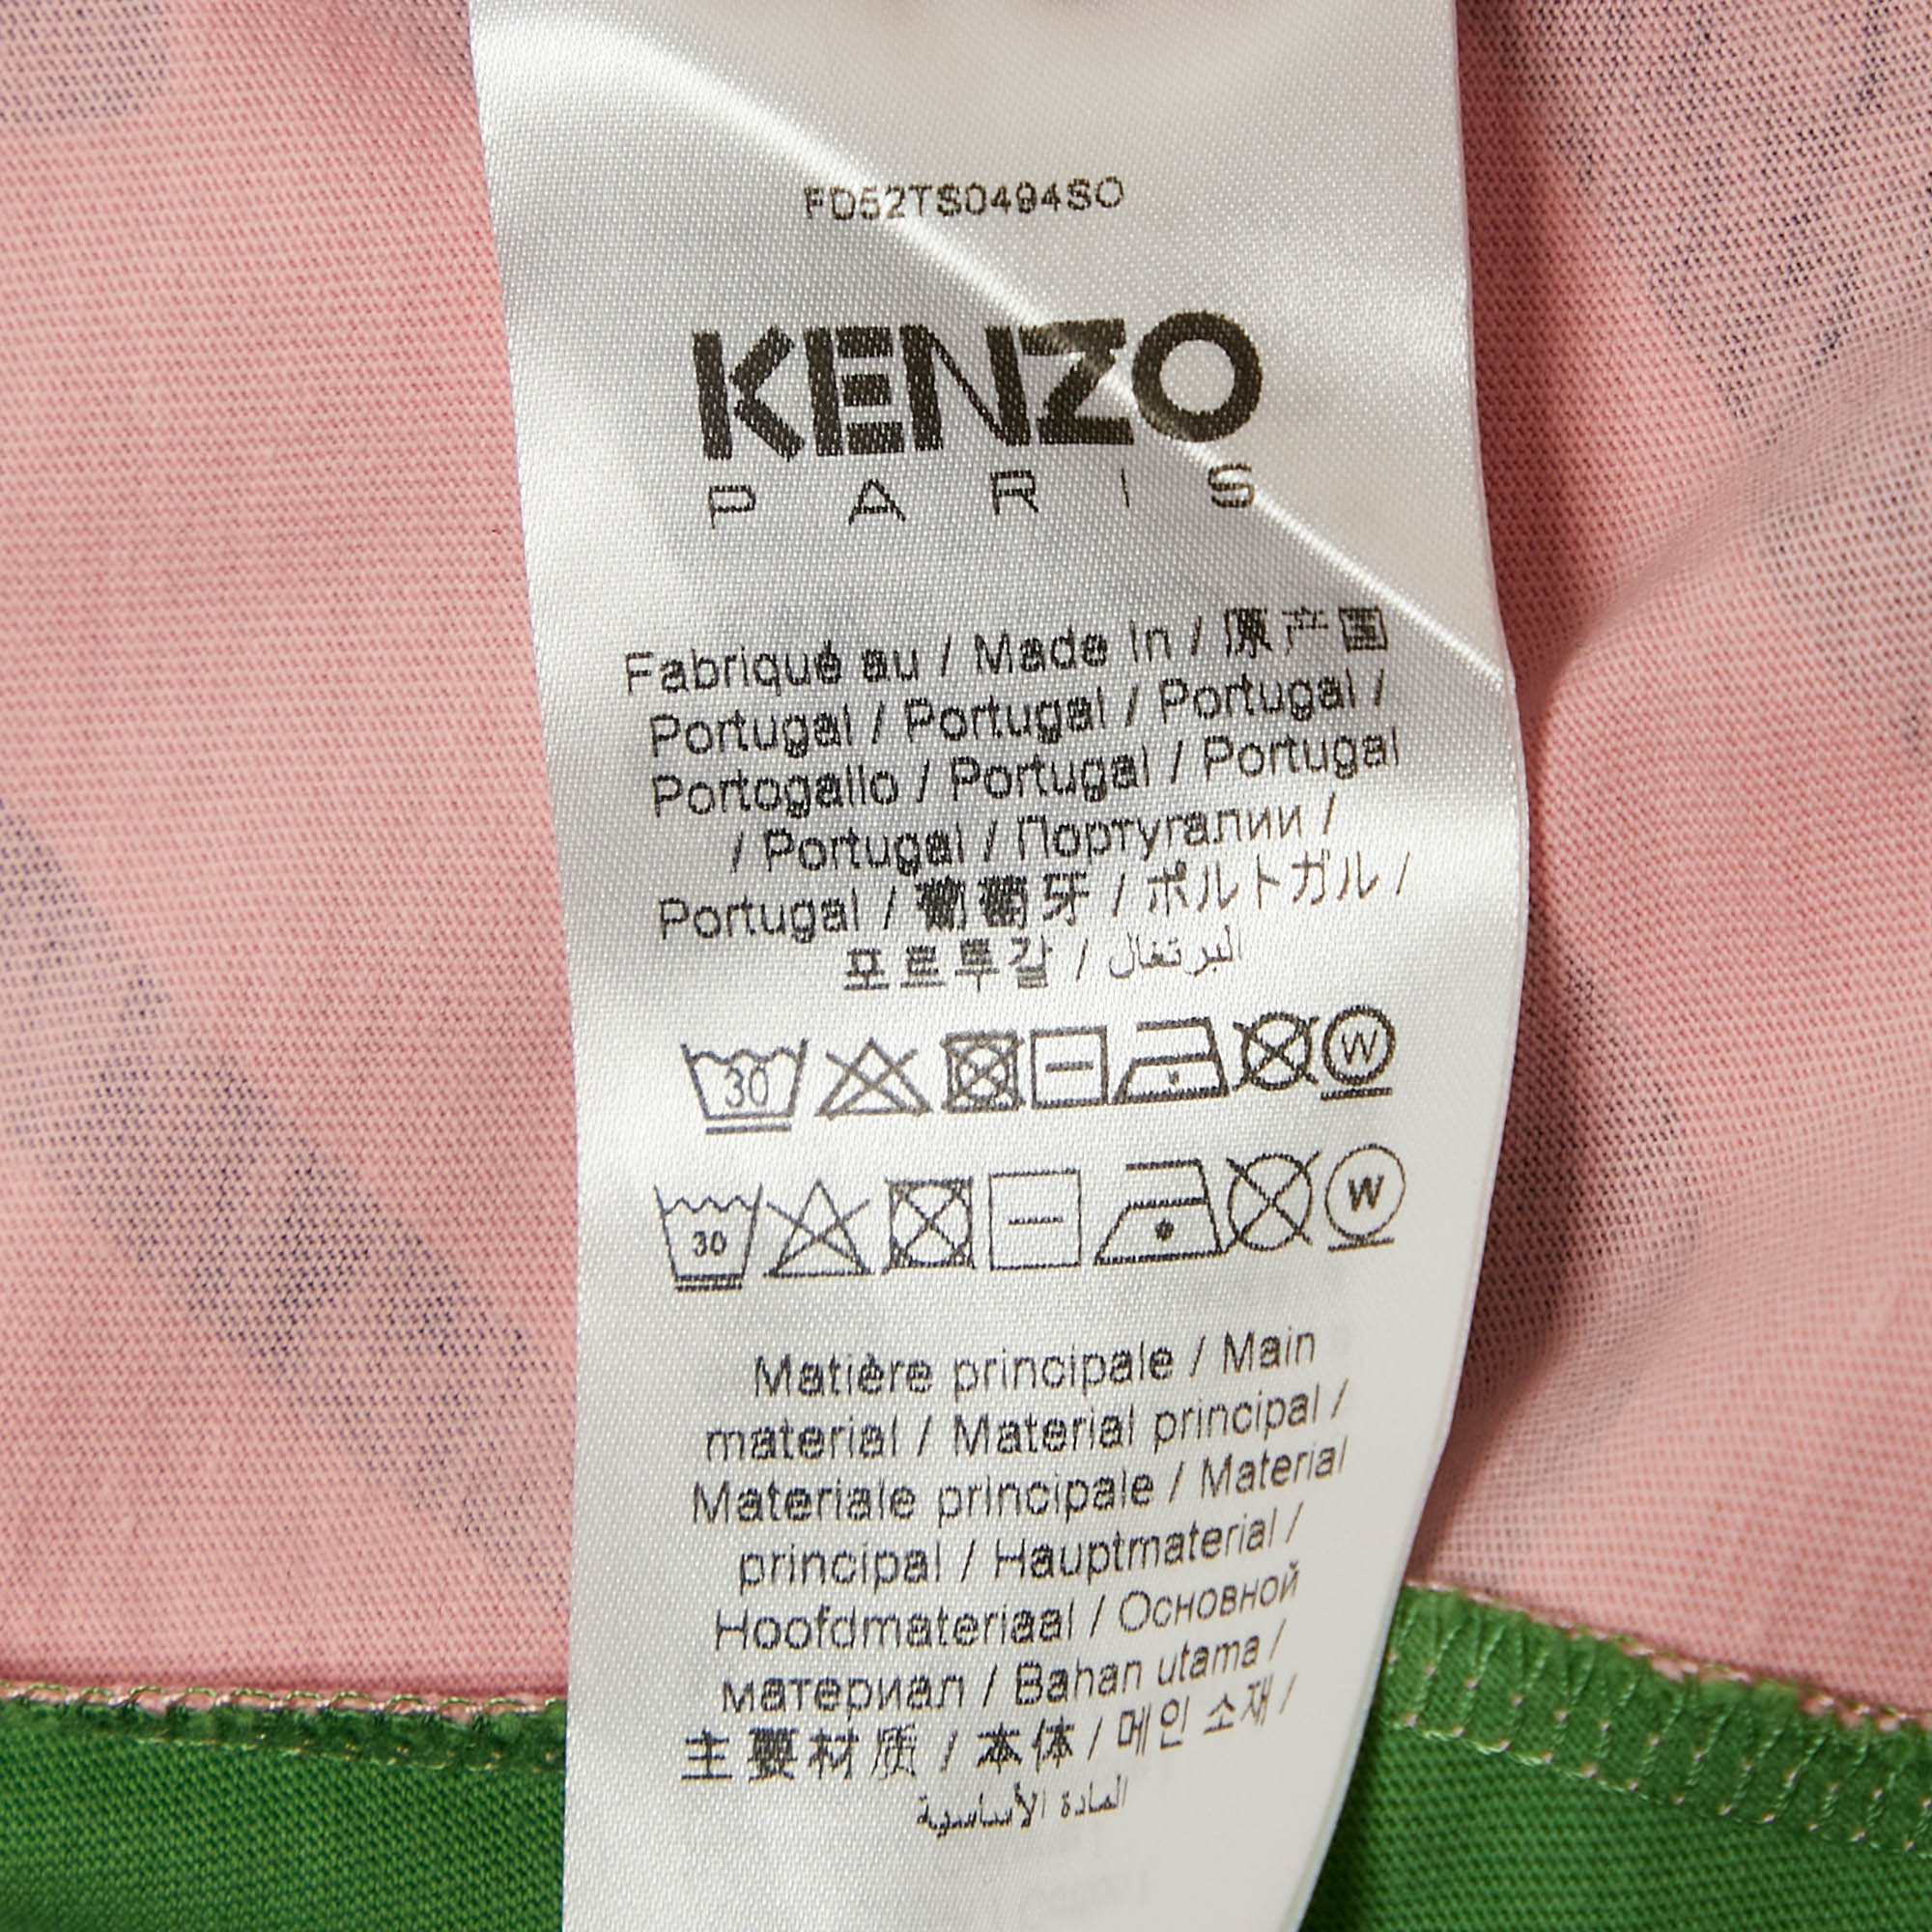 FD52TS0494SO
KENZO
PARIS
Fabriqué au / Made in / 原产国
Portugal / Portugal / Portugal /
Portogallo / Portugal / Portugal
/ Portugal / Португалии /
Portugal / 葡萄牙 / ポルトガル /
포르투갈 / البرتغال
30 W
30 W
Matière principale / Main
material / Material principal /
Materiale principale / Material
principal / Hauptmaterial /
Hoofdmateriaal / Основной
материал / Bahan utama /
主要材质 / 本体 / 메인 소재 /
المادة الأساسية